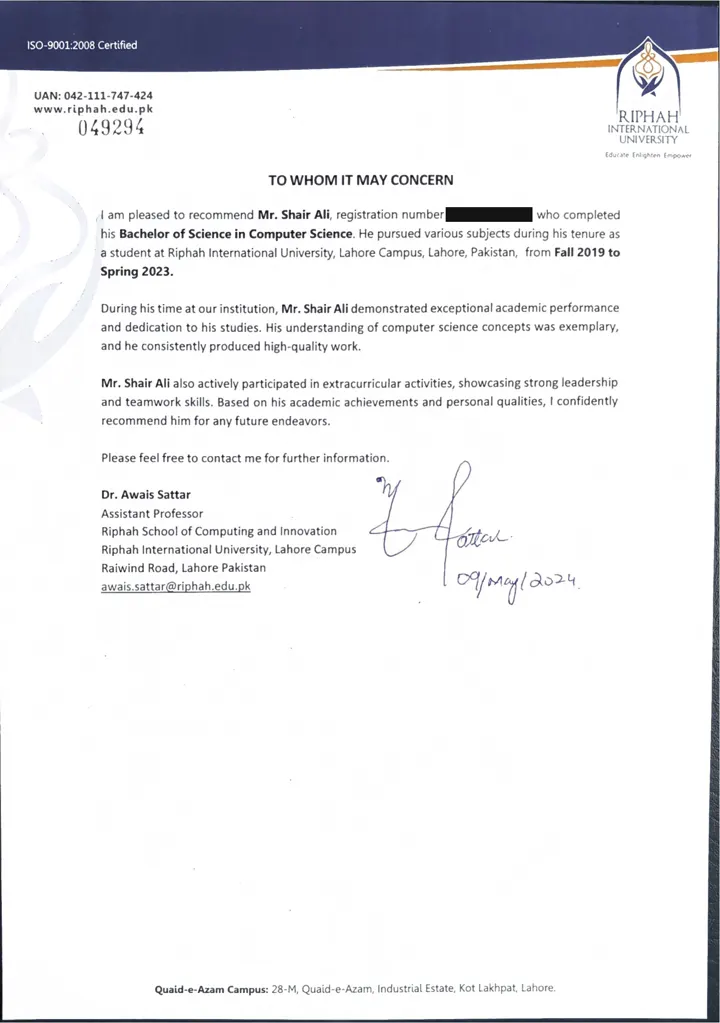 ISO-9001:2008 Certified
UAN: 042-111-747-424
www.riphah.edu.pk
049294
RIPHAH
INTERNATIONAL
UNIVERSITY
Educate Enlighten Empower
TO WHOM IT MAY CONCERN
I am pleased to recommend Mr. Shair Ali, registration number who completed
his Bachelor of Science in Computer Science. He pursued various subjects during his tenure as
a student at Riphah International University, Lahore Campus, Lahore, Pakistan, from Fall 2019 to
Spring 2023.
During his time at our institution, Mr. Shair Ali demonstrated exceptional academic performance
and dedication to his studies. His understanding of computer science concepts was exemplary,
and he consistently produced high-quality work.
Mr. Shair Ali also actively participated in extracurricular activities, showcasing strong leadership
and teamwork skills. Based on his academic achievements and personal qualities, I confidently
recommend him for any future endeavors.
Please feel free to contact me for further information.
Dr. Awais Sattar
Assistant Professor
Riphah School of Computing and Innovation
Riphah International University, Lahore Campus
Raiwind Road, Lahore Pakistan
awais.sattar@riphah.edu.pk
Sattar
09/May/2024
Quaid-e-Azam Campus: 28-M, Quaid-e-Azam, Industrial Estate, Kot Lakhpat, Lahore.